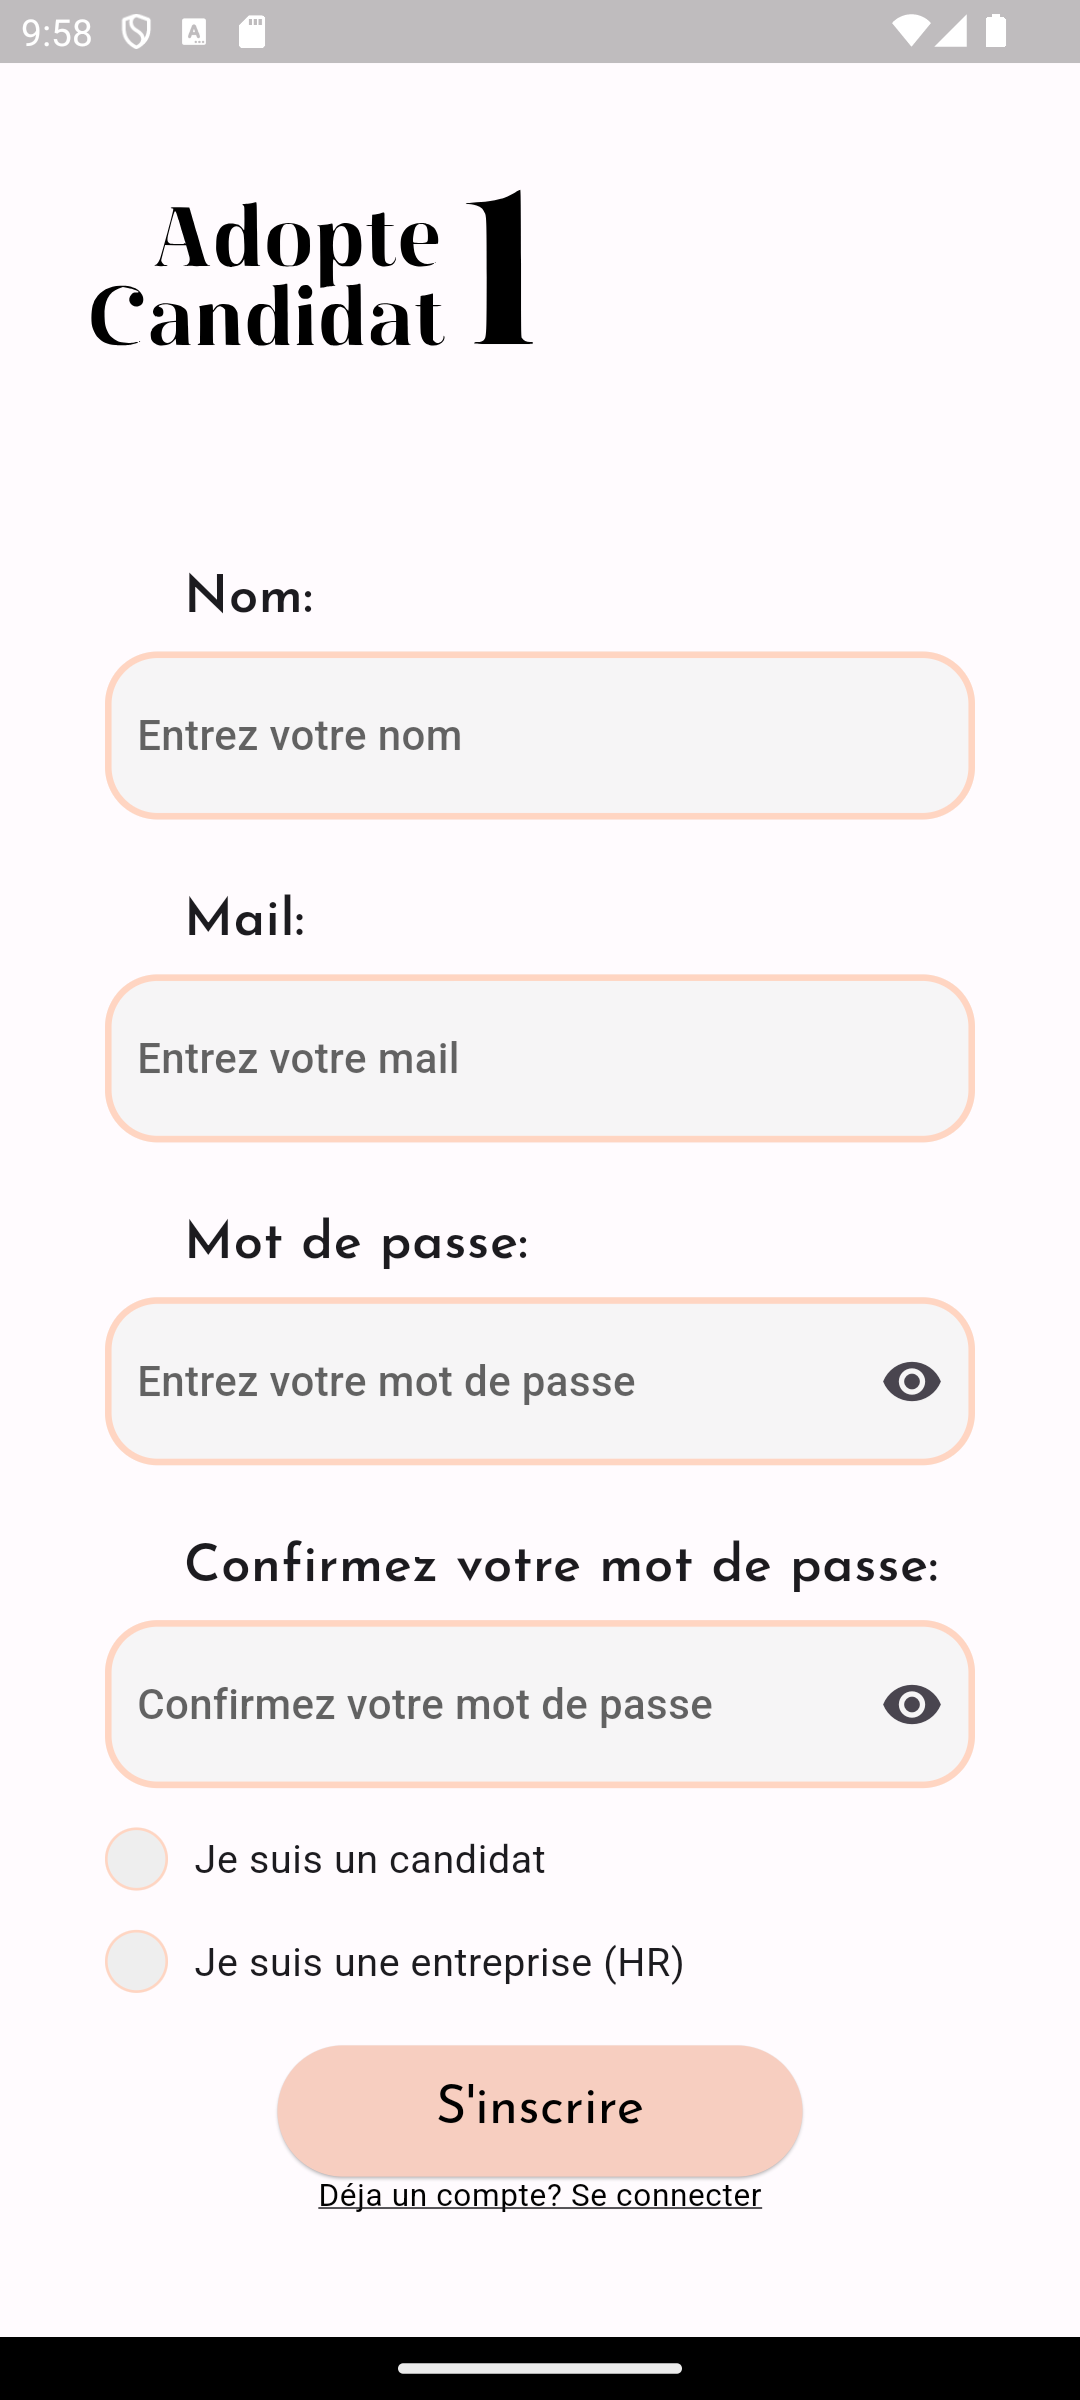 9:58
Adopte
Candidat 1
Nom:
Entrez votre nom
Mail:
Entrez votre mail
Mot de passe:
Entrez votre mot de passe
Confirmez votre mot de passe:
Confirmez votre mot de passe
Je suis un candidat
Je suis une entreprise (HR)
S'inscrire
Déja un compte? Se connecter